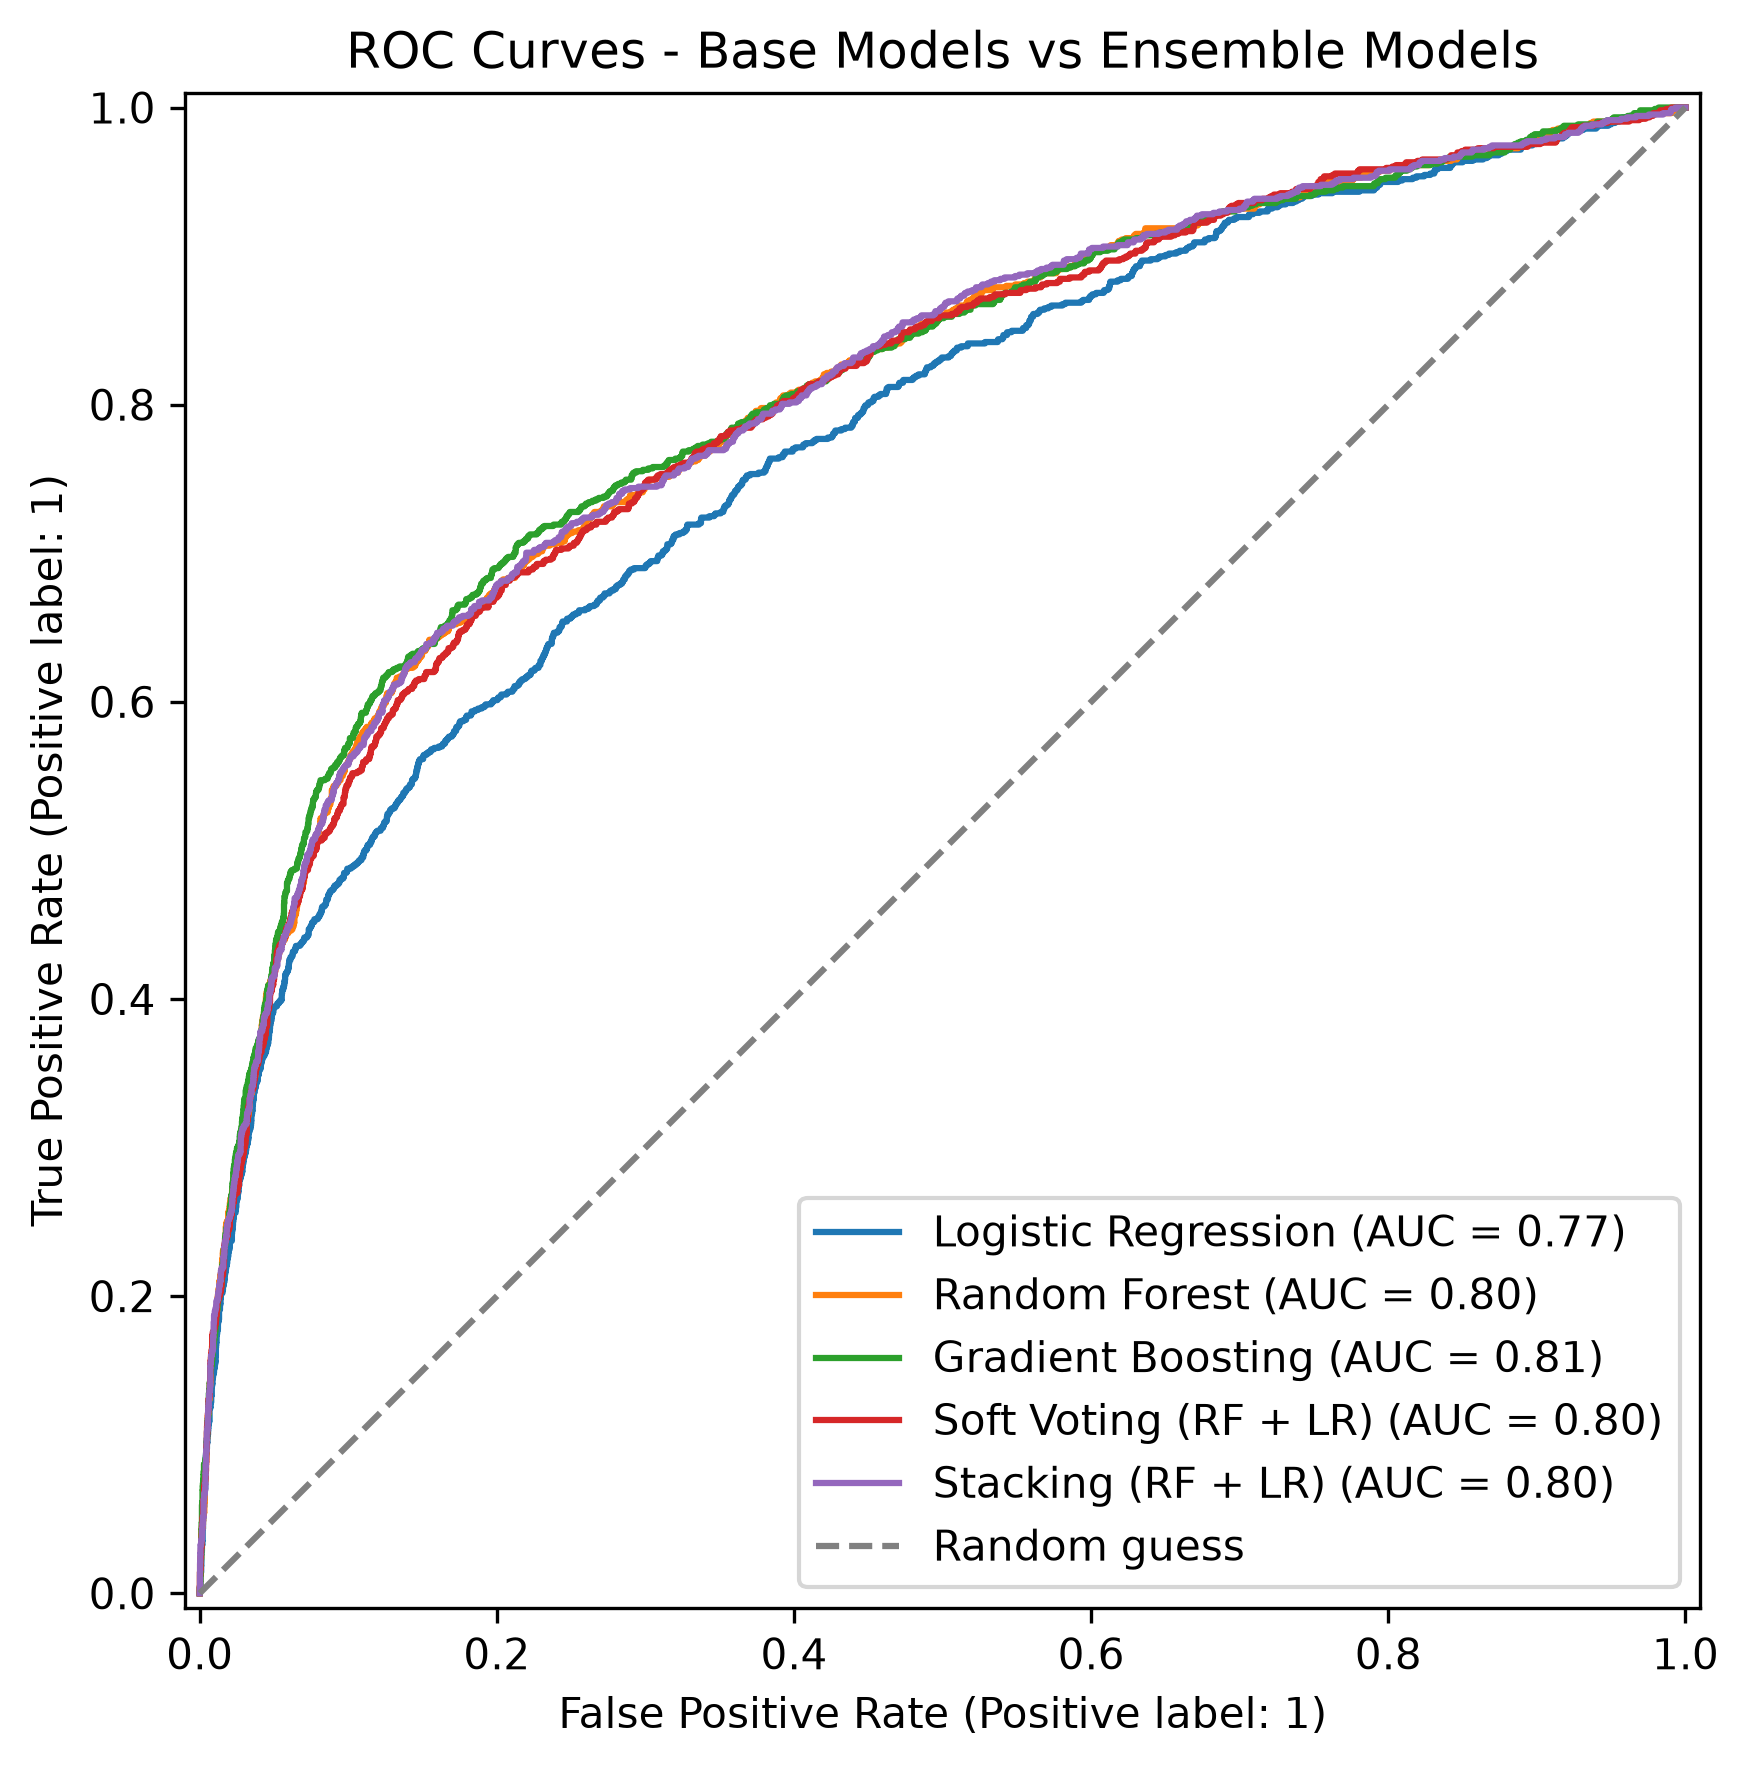 ROC Curves - Base Models vs Ensemble Models
True Positive Rate (Positive label: 1)
1.0
0.8
0.6
0.4
0.2
0.0
Logistic Regression (AUC = 0.77)
Random Forest (AUC = 0.80)
Gradient Boosting (AUC = 0.81)
Soft Voting (RF + LR) (AUC = 0.80)
Stacking (RF + LR) (AUC = 0.80)
Random guess
0.0 0.2 0.4 0.6 0.8 1.0
False Positive Rate (Positive label: 1)